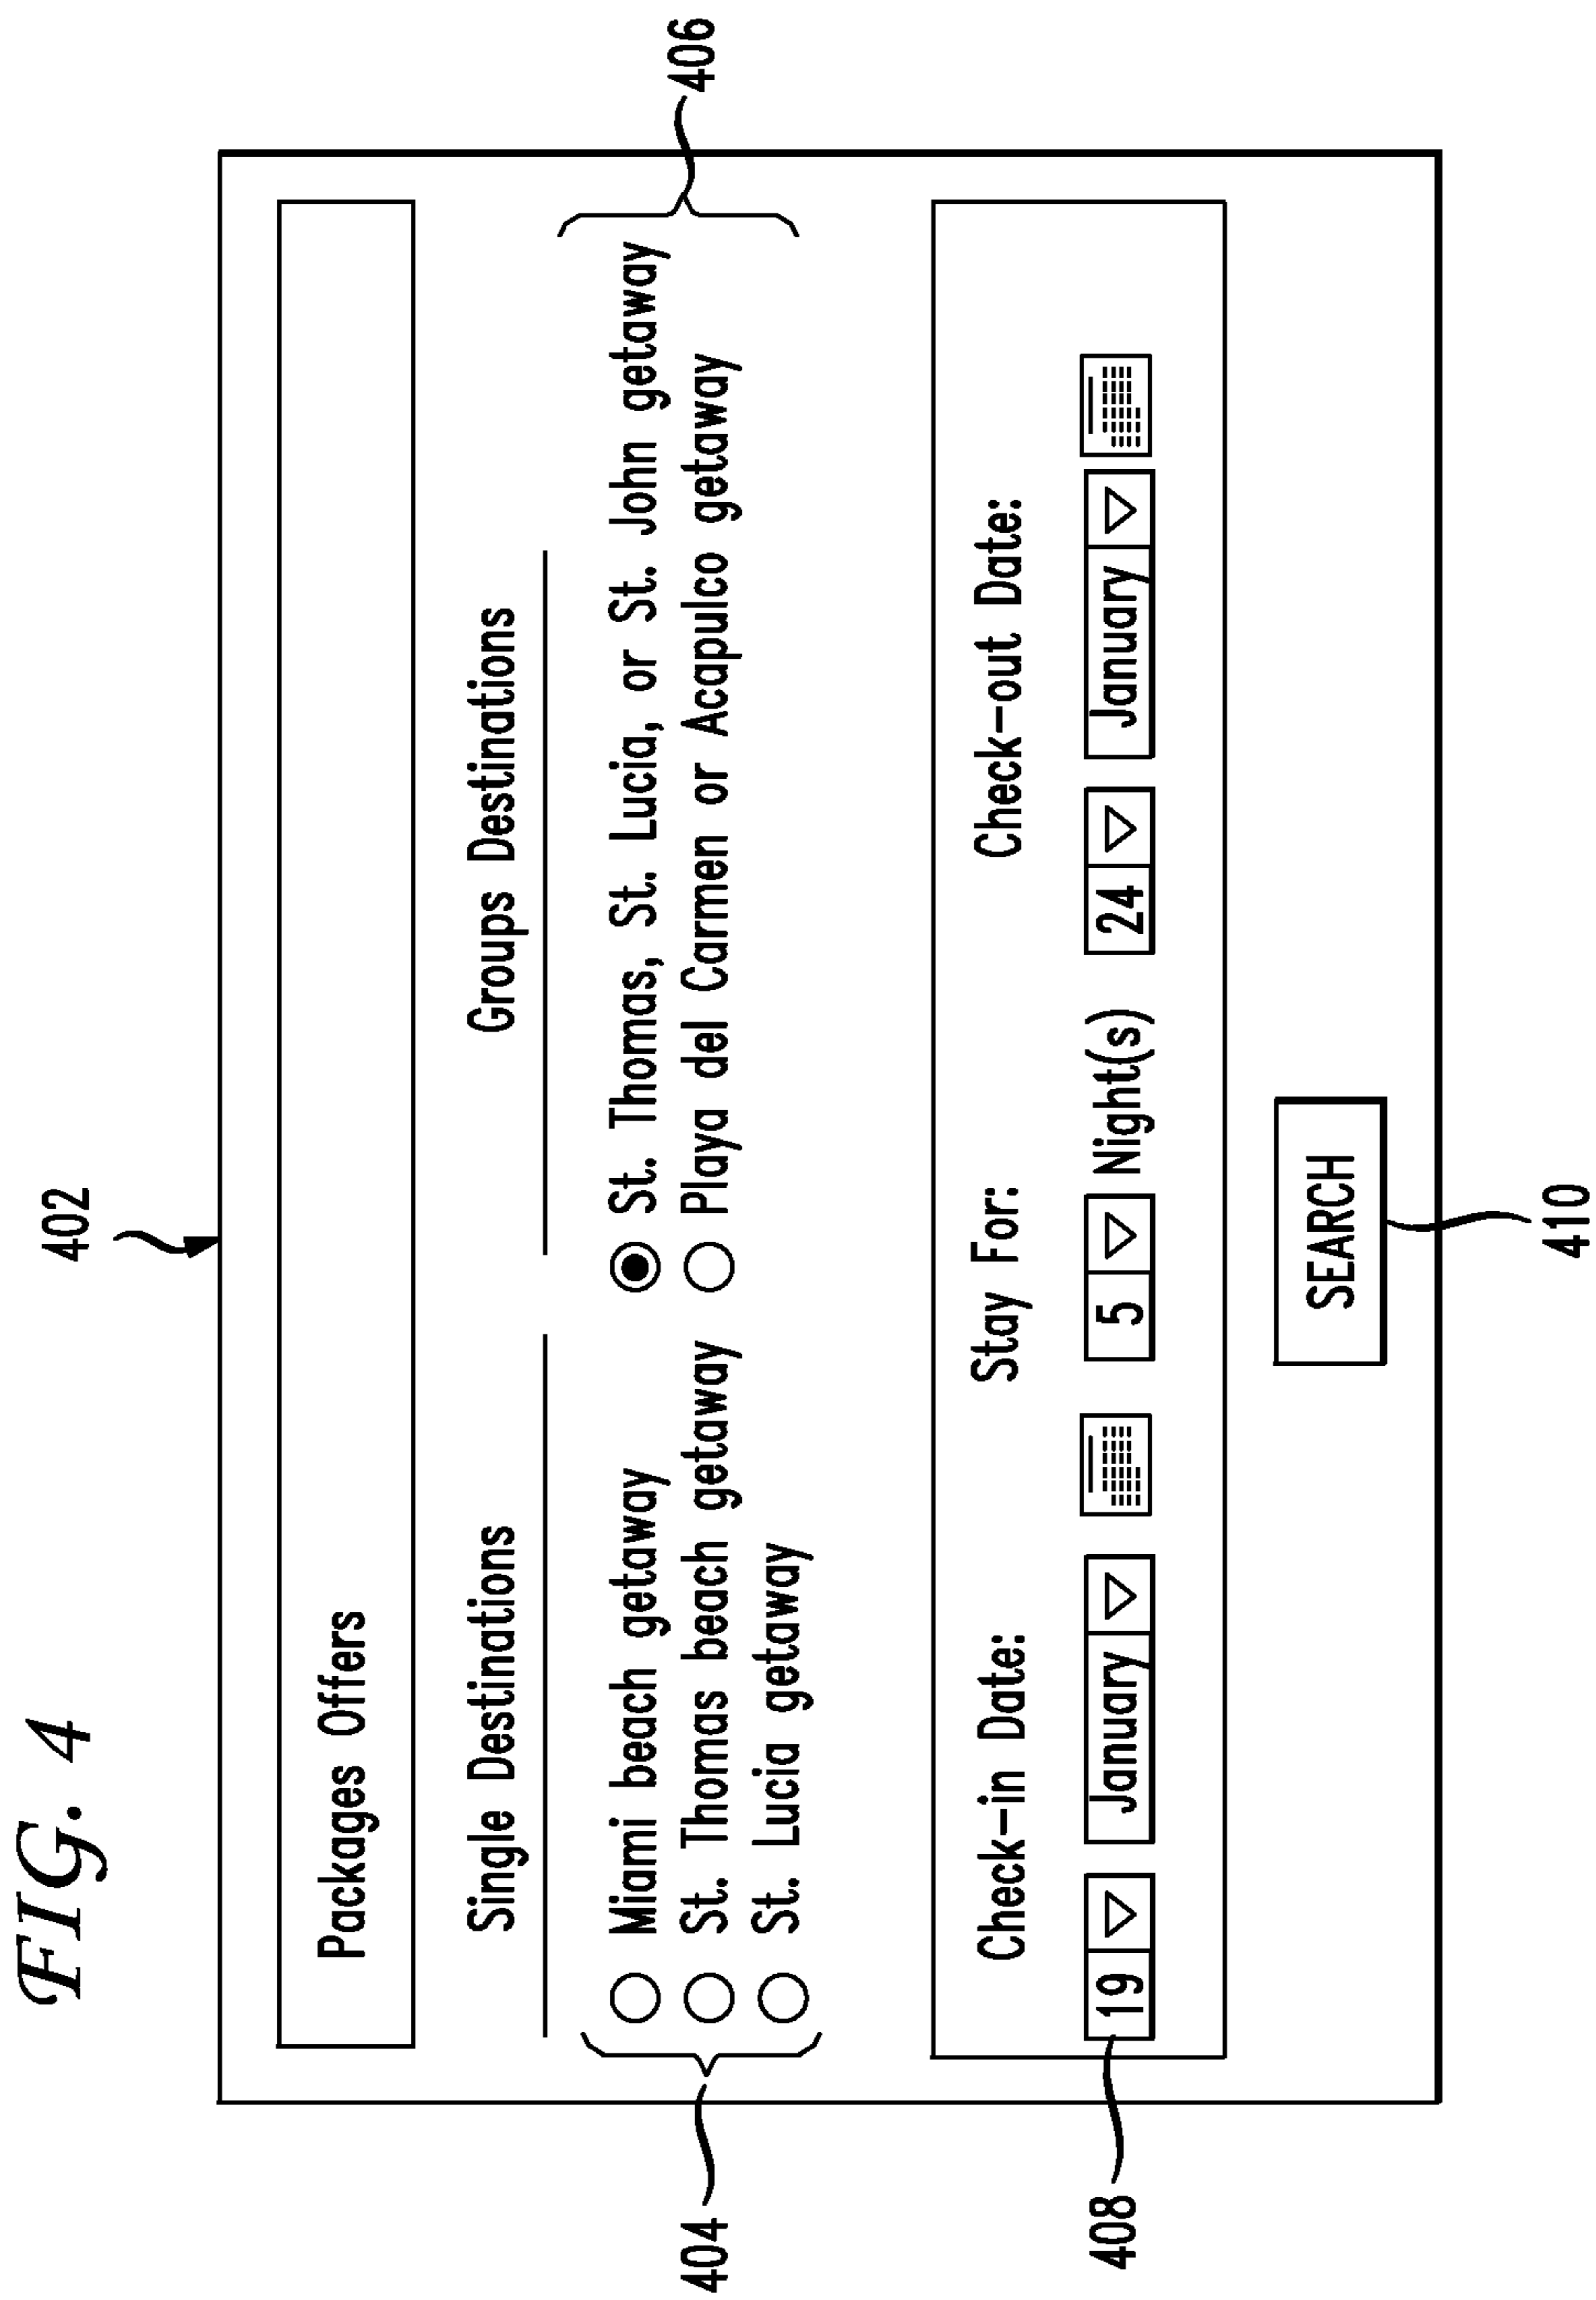 FIG. 4
402
Packages Offers
Single Destinations
Groups Destinations
404
Miami beach getaway
St. Thomas beach getaway
St. Lucia getaway
St. Thomas, St. Lucia, or St. John getaway
Playa del Carmen or Acapulco getaway
406
Check-in Date: Stay For: Check-out Date:
408
19 January 5 Night(s) 24 January
SEARCH
410